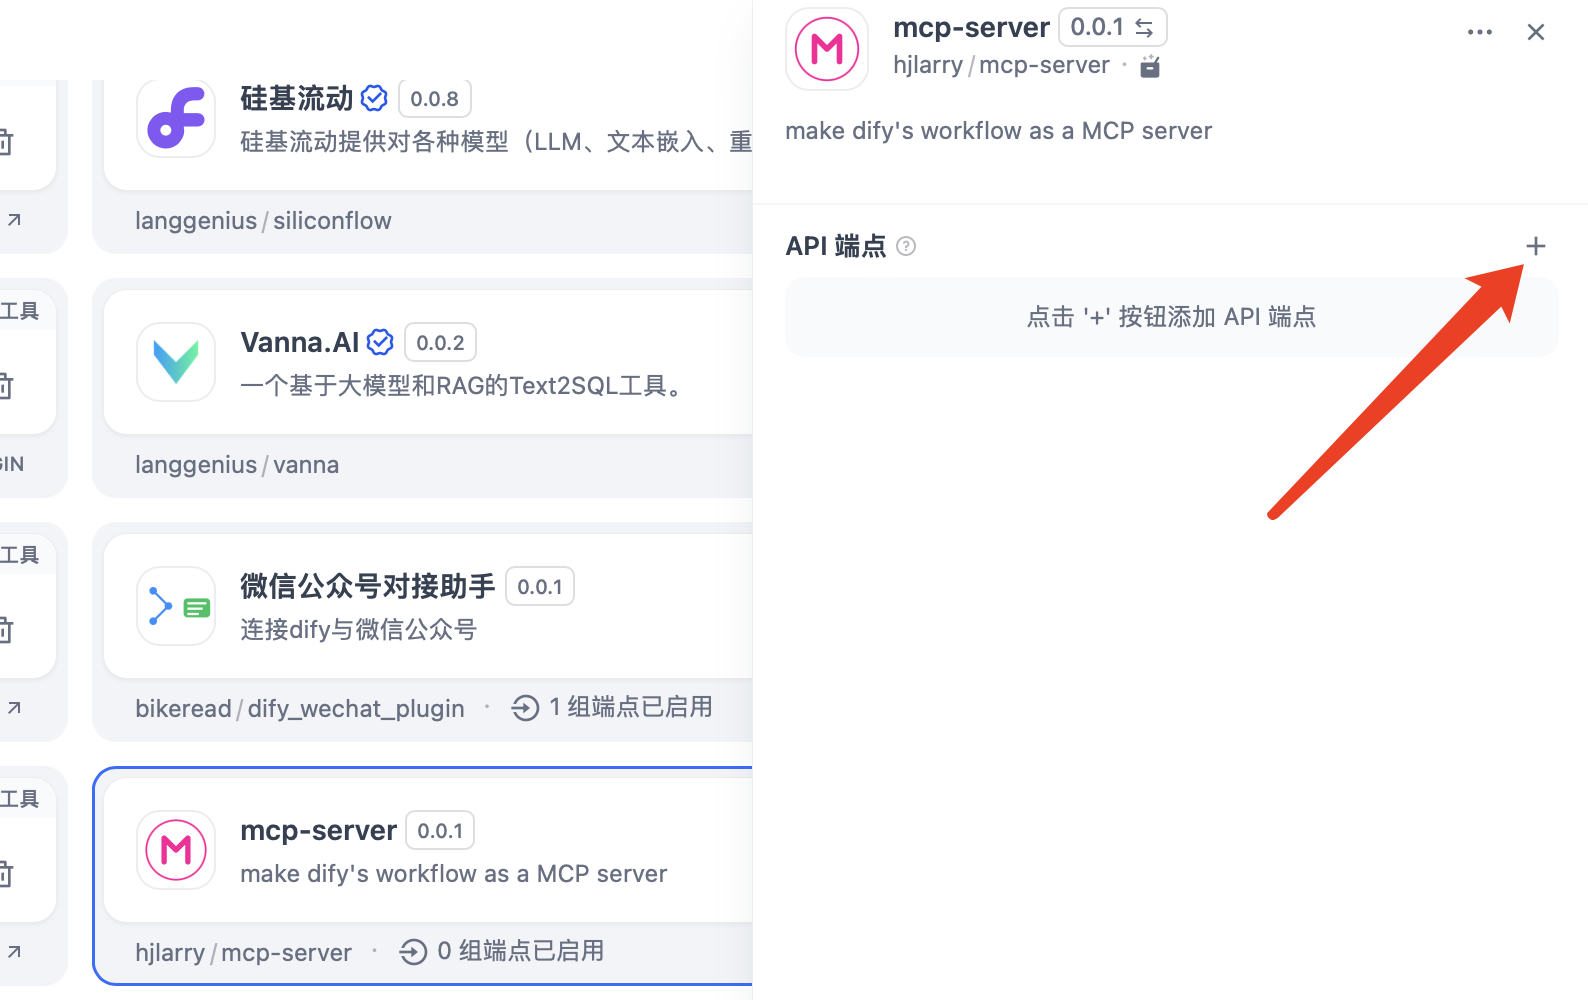 硅基流动 0.0.8
硅基流动提供对各种模型（LLM、文本嵌入、重
langgenius/siliconflow
工具
Vanna.AI 0.0.2
一个基于大模型和RAG的Text2SQL工具。
GIN
langgenius/vanna
工具
微信公众号对接助手 0.0.1
连接dify与微信公众号
bikeread/dify_wechat_plugin · 1 组端点已启用
工具
mcp-server 0.0.1
make dify's workflow as a MCP server
hjlarry/mcp-server · 0 组端点已启用
mcp-server 0.0.1
hjlarry/mcp-server ·
make dify's workflow as a MCP server
API 端点
点击 '+' 按钮添加 API 端点